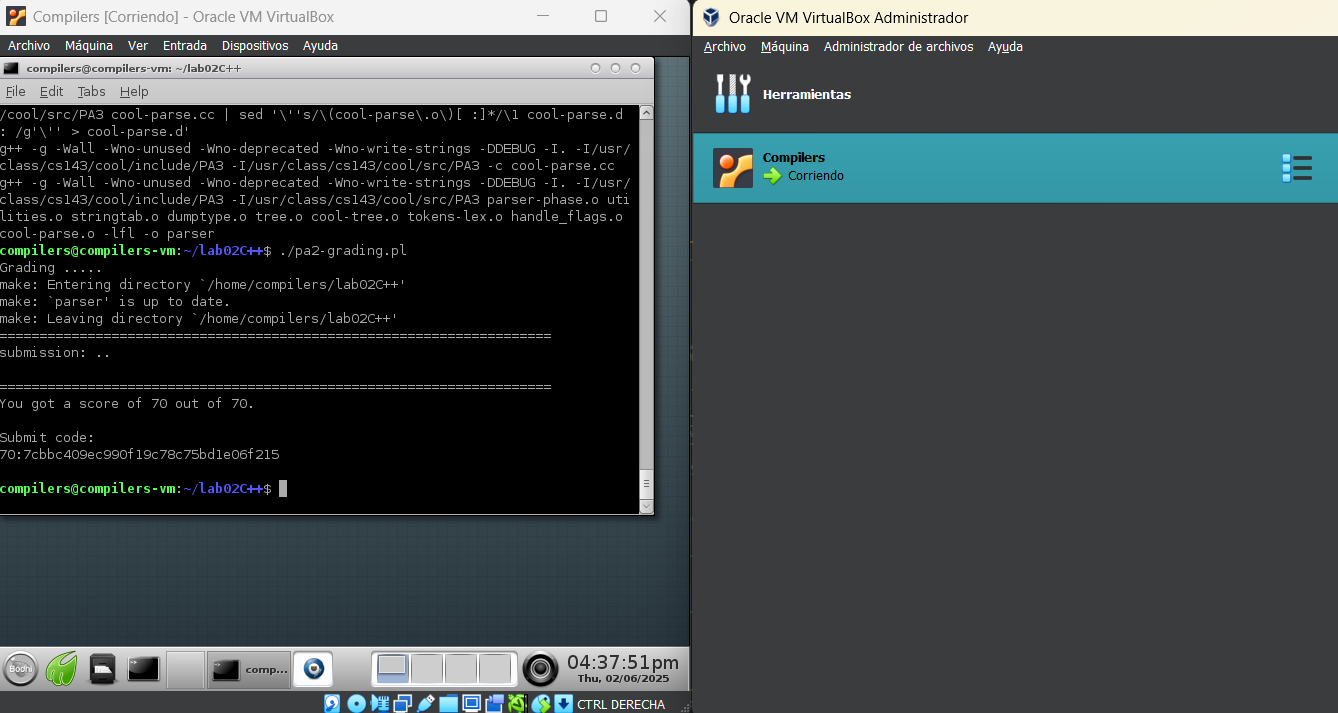 Compilers [Corriendo] - Oracle VM VirtualBox
Archivo Máquina Ver Entrada Dispositivos Ayuda
compilers@compilers-vm: ~/lab02C++
File Edit Tabs Help
/cool/src/PA3 cool-parse.cc | sed '\''s/\(cool-parse\.o\)[ :]*/\1 cool-parse.d
: /g'\'' > cool-parse.d'
g++ -g -Wall -Wno-unused -Wno-deprecated -Wno-write-strings -DDEBUG -I. -I/usr/
class/cs143/cool/include/PA3 -I/usr/class/cs143/cool/src/PA3 -c cool-parse.cc
g++ -g -Wall -Wno-unused -Wno-deprecated -Wno-write-strings -DDEBUG -I. -I/usr/
class/cs143/cool/include/PA3 -I/usr/class/cs143/cool/src/PA3 parser-phase.o uti
lities.o stringtab.o dumptype.o tree.o cool-tree.o tokens-lex.o handle_flags.o
cool-parse.o -lfl -o parser
compilers@compilers-vm:~/lab02C++$ ./pa2-grading.pl
Grading .....
make: Entering directory `/home/compilers/lab02C++'
make: `parser' is up to date.
make: Leaving directory `/home/compilers/lab02C++'
=====================================================================
submission: ..
=====================================================================
You got a score of 70 out of 70.
Submit code:
70:7cbbc409ec990f19c78c75bd1e06f215
compilers@compilers-vm:~/lab02C++$
Bodhi
comp...
04:37:51pm
Thu, 02/06/2025
CTRL DERECHA
Oracle VM VirtualBox Administrador
Archivo Máquina Administrador de archivos Ayuda
Herramientas
Compilers
Corriendo